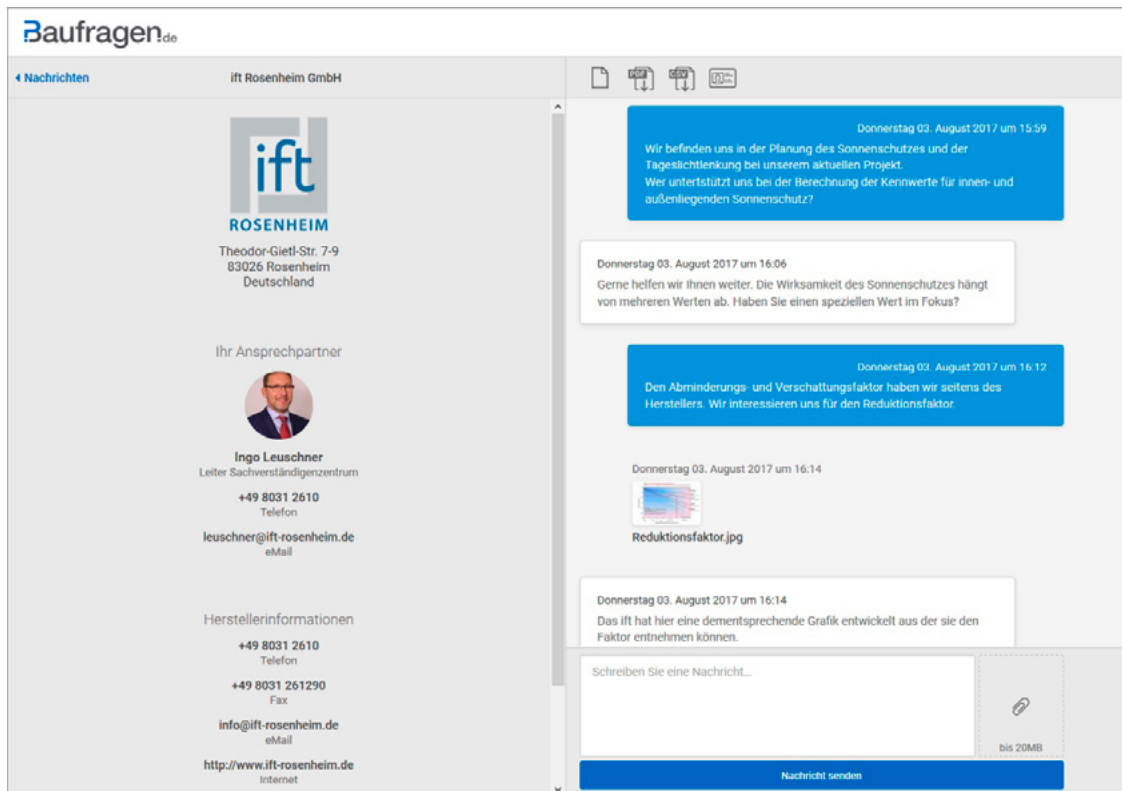 Baufragen.de
Nachrichten
ift Rosenheim GmbH
ift
ROSENHEIM
Theodor-Gietl-Str. 7-9
83026 Rosenheim
Deutschland
Ihr Ansprechpartner
Ingo Leuschner
Leiter Sachverständigenzentrum
+49 8031 2610
Telefon
leuschner@ift-rosenheim.de
eMail
Herstellerinformationen
+49 8031 2610
Telefon
+49 8031 261290
Fax
info@ift-rosenheim.de
eMail
http://www.ift-rosenheim.de
Internet
PDF
CSV
Donnerstag 03. August 2017 um 15:59
Wir befinden uns in der Planung des Sonnenschutzes und der
Tageslichtlenkung bei unserem aktuellen Projekt.
Wer untertstützt uns bei der Berechnung der Kennwerte für innen- und
außenliegenden Sonnenschutz?
Donnerstag 03. August 2017 um 16:06
Gerne helfen wir Ihnen weiter. Die Wirksamkeit des Sonnenschutzes hängt
von mehreren Werten ab. Haben Sie einen speziellen Wert im Fokus?
Donnerstag 03. August 2017 um 16:12
Den Abminderungs- und Verschattungsfaktor haben wir seitens des
Herstellers. Wir interessieren uns für den Reduktionsfaktor.
Donnerstag 03. August 2017 um 16:14
Reduktionsfaktor.jpg
Donnerstag 03. August 2017 um 16:14
Das ift hat hier eine dementsprechende Grafik entwickelt aus der sie den
Faktor entnehmen können.
Schreiben Sie eine Nachricht...
bis 20MB
Nachricht senden